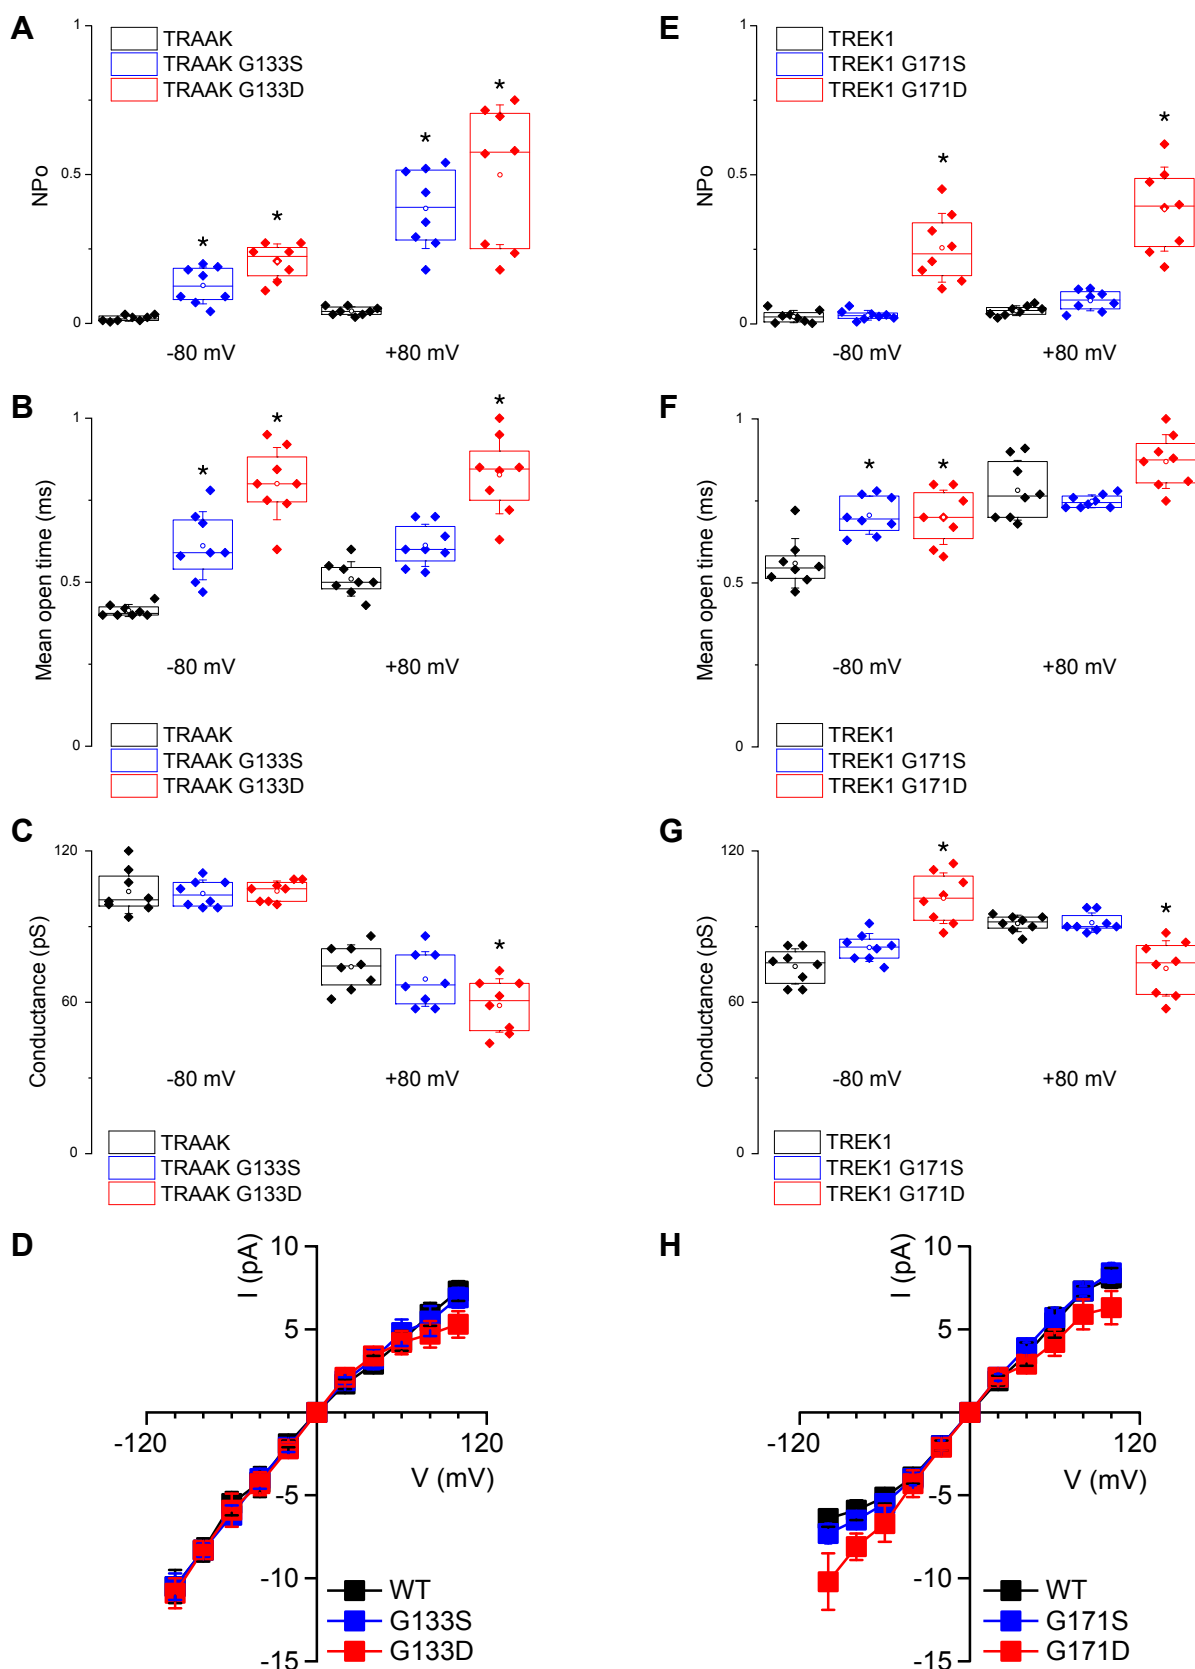 A
1
TRAAK
TRAAK G133S
TRAAK G133D
*
*
*
*
NPo
0.5
0
-80 mV
+80 mV
E
1
TREK1
TREK1 G171S
TREK1 G171D
*
*
NPo
0.5
0
-80 mV
+80 mV
B
1
*
*
*
Mean open time (ms)
0.5
-80 mV
+80 mV
0
TRAAK
TRAAK G133S
TRAAK G133D
F
1
*
*
Mean open time (ms)
0.5
-80 mV
+80 mV
0
TREK1
TREK1 G171S
TREK1 G171D
C
120
*
Conductance (pS)
60
-80 mV
+80 mV
0
TRAAK
TRAAK G133S
TRAAK G133D
G
120
*
*
Conductance (pS)
60
-80 mV
+80 mV
0
TREK1
TREK1 G171S
TREK1 G171D
D
I (pA)
10
5
-120
120
V (mV)
-5
-10
-15
WT
G133S
G133D
H
I (pA)
10
5
-120
120
V (mV)
-5
-10
-15
WT
G171S
G171D